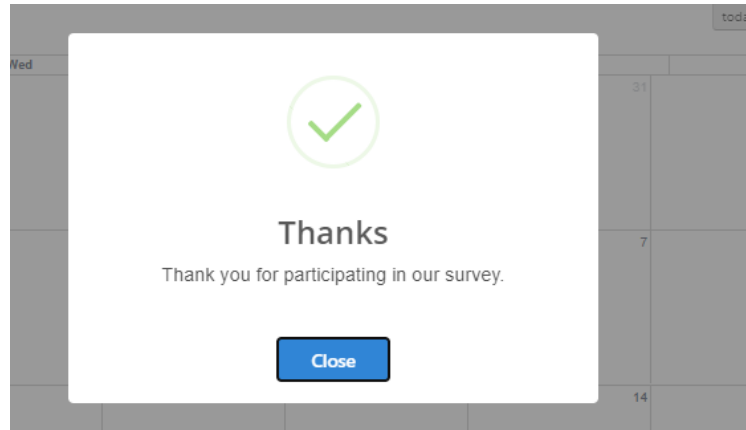 toda
Wed
31
Thanks
7
Thank you for participating in our survey.
Close
14